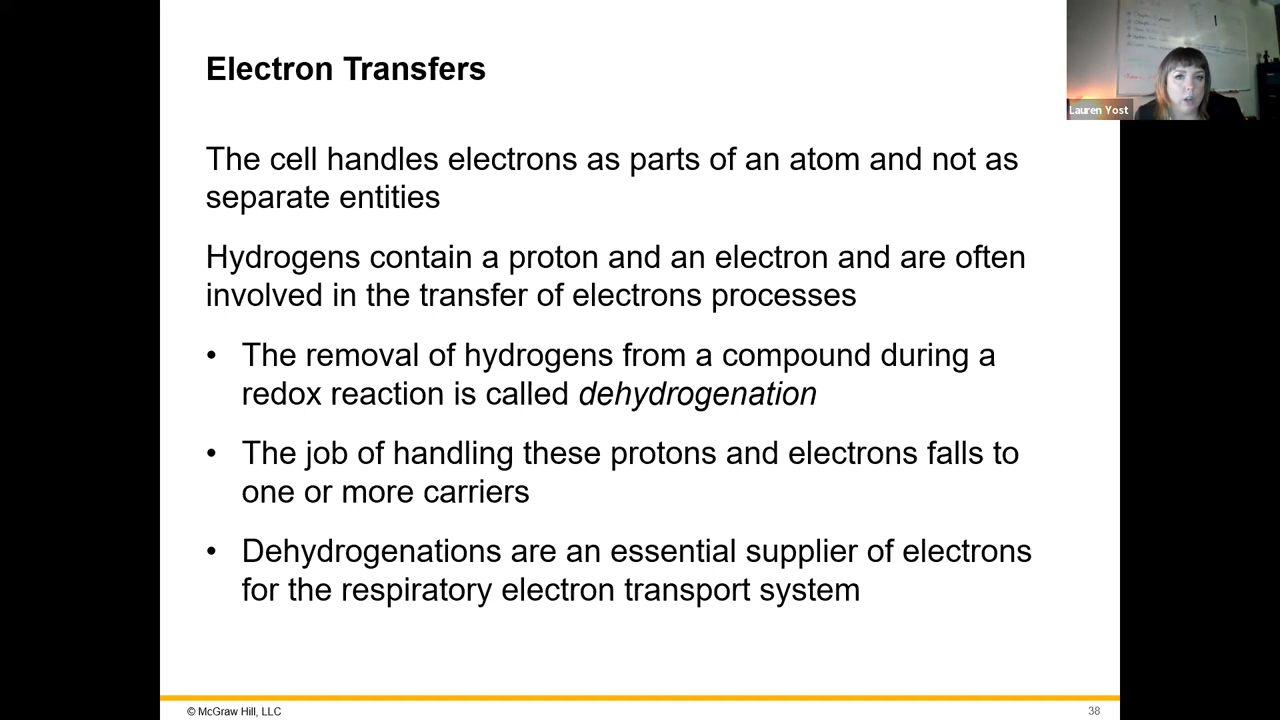 Electron Transfers
Lauren Yost
The cell handles electrons as parts of an atom and not as
separate entities
Hydrogens contain a proton and an electron and are often
involved in the transfer of electrons processes
• The removal of hydrogens from a compound during a
redox reaction is called dehydrogenation
• The job of handling these protons and electrons falls to
one or more carriers
• Dehydrogenations are an essential supplier of electrons
for the respiratory electron transport system
© McGraw Hill, LLC
38